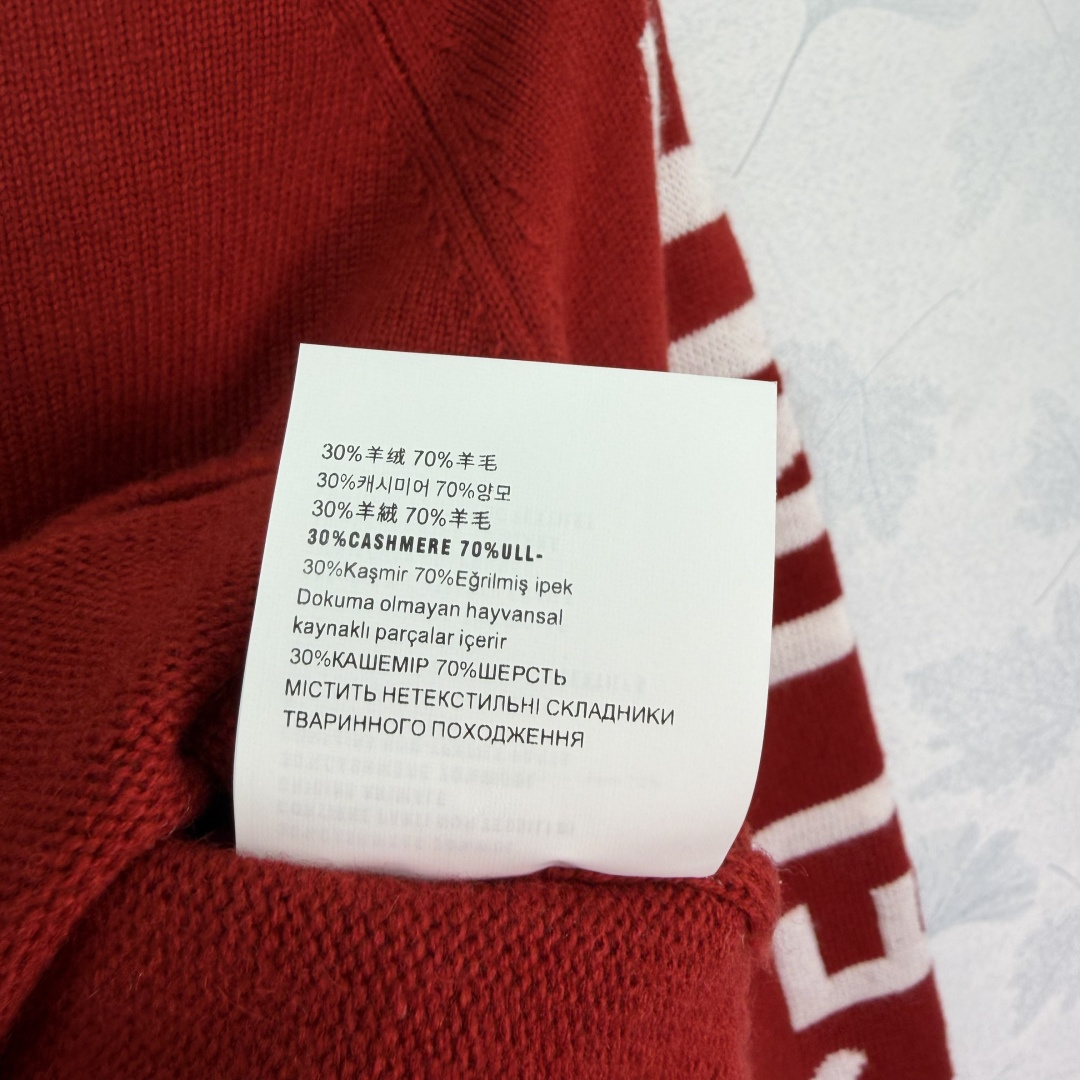 30%羊绒 70%羊毛
30%캐시미어 70%양모
30%羊絨 70%羊毛
30%CASHMERE 70%ULL-
30%Kaşmir 70%Eğrilmiş ipek
Dokuma olmayan hayvansal
kaynaklı parçalar içerir
30%КАШЕМІР 70%ШЕРСТЬ
МІСТИТЬ НЕТЕКСТИЛЬНІ СКЛАДНИКИ
ТВАРИННОГО ПОХОДЖЕННЯ